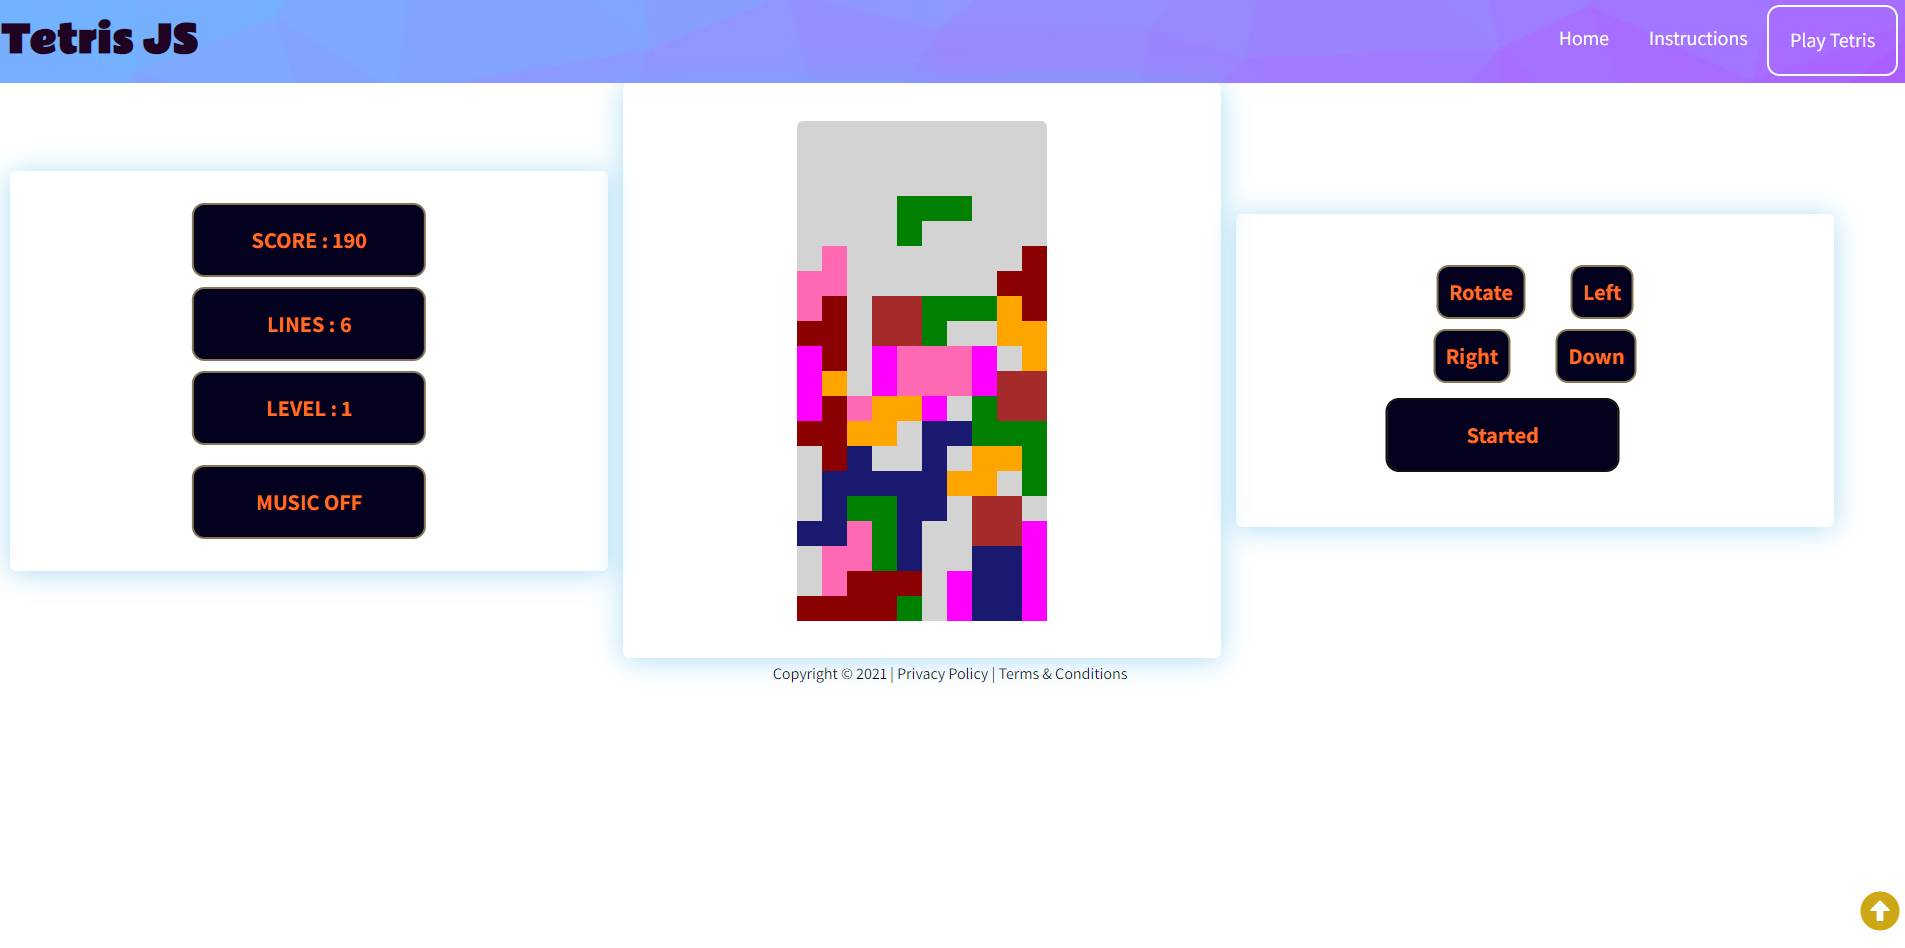 Tetris JS
Home
Instructions
Play Tetris
SCORE : 190
LINES : 6
LEVEL : 1
MUSIC OFF
Rotate
Left
Right
Down
Started
Copyright © 2021 | Privacy Policy | Terms & Conditions